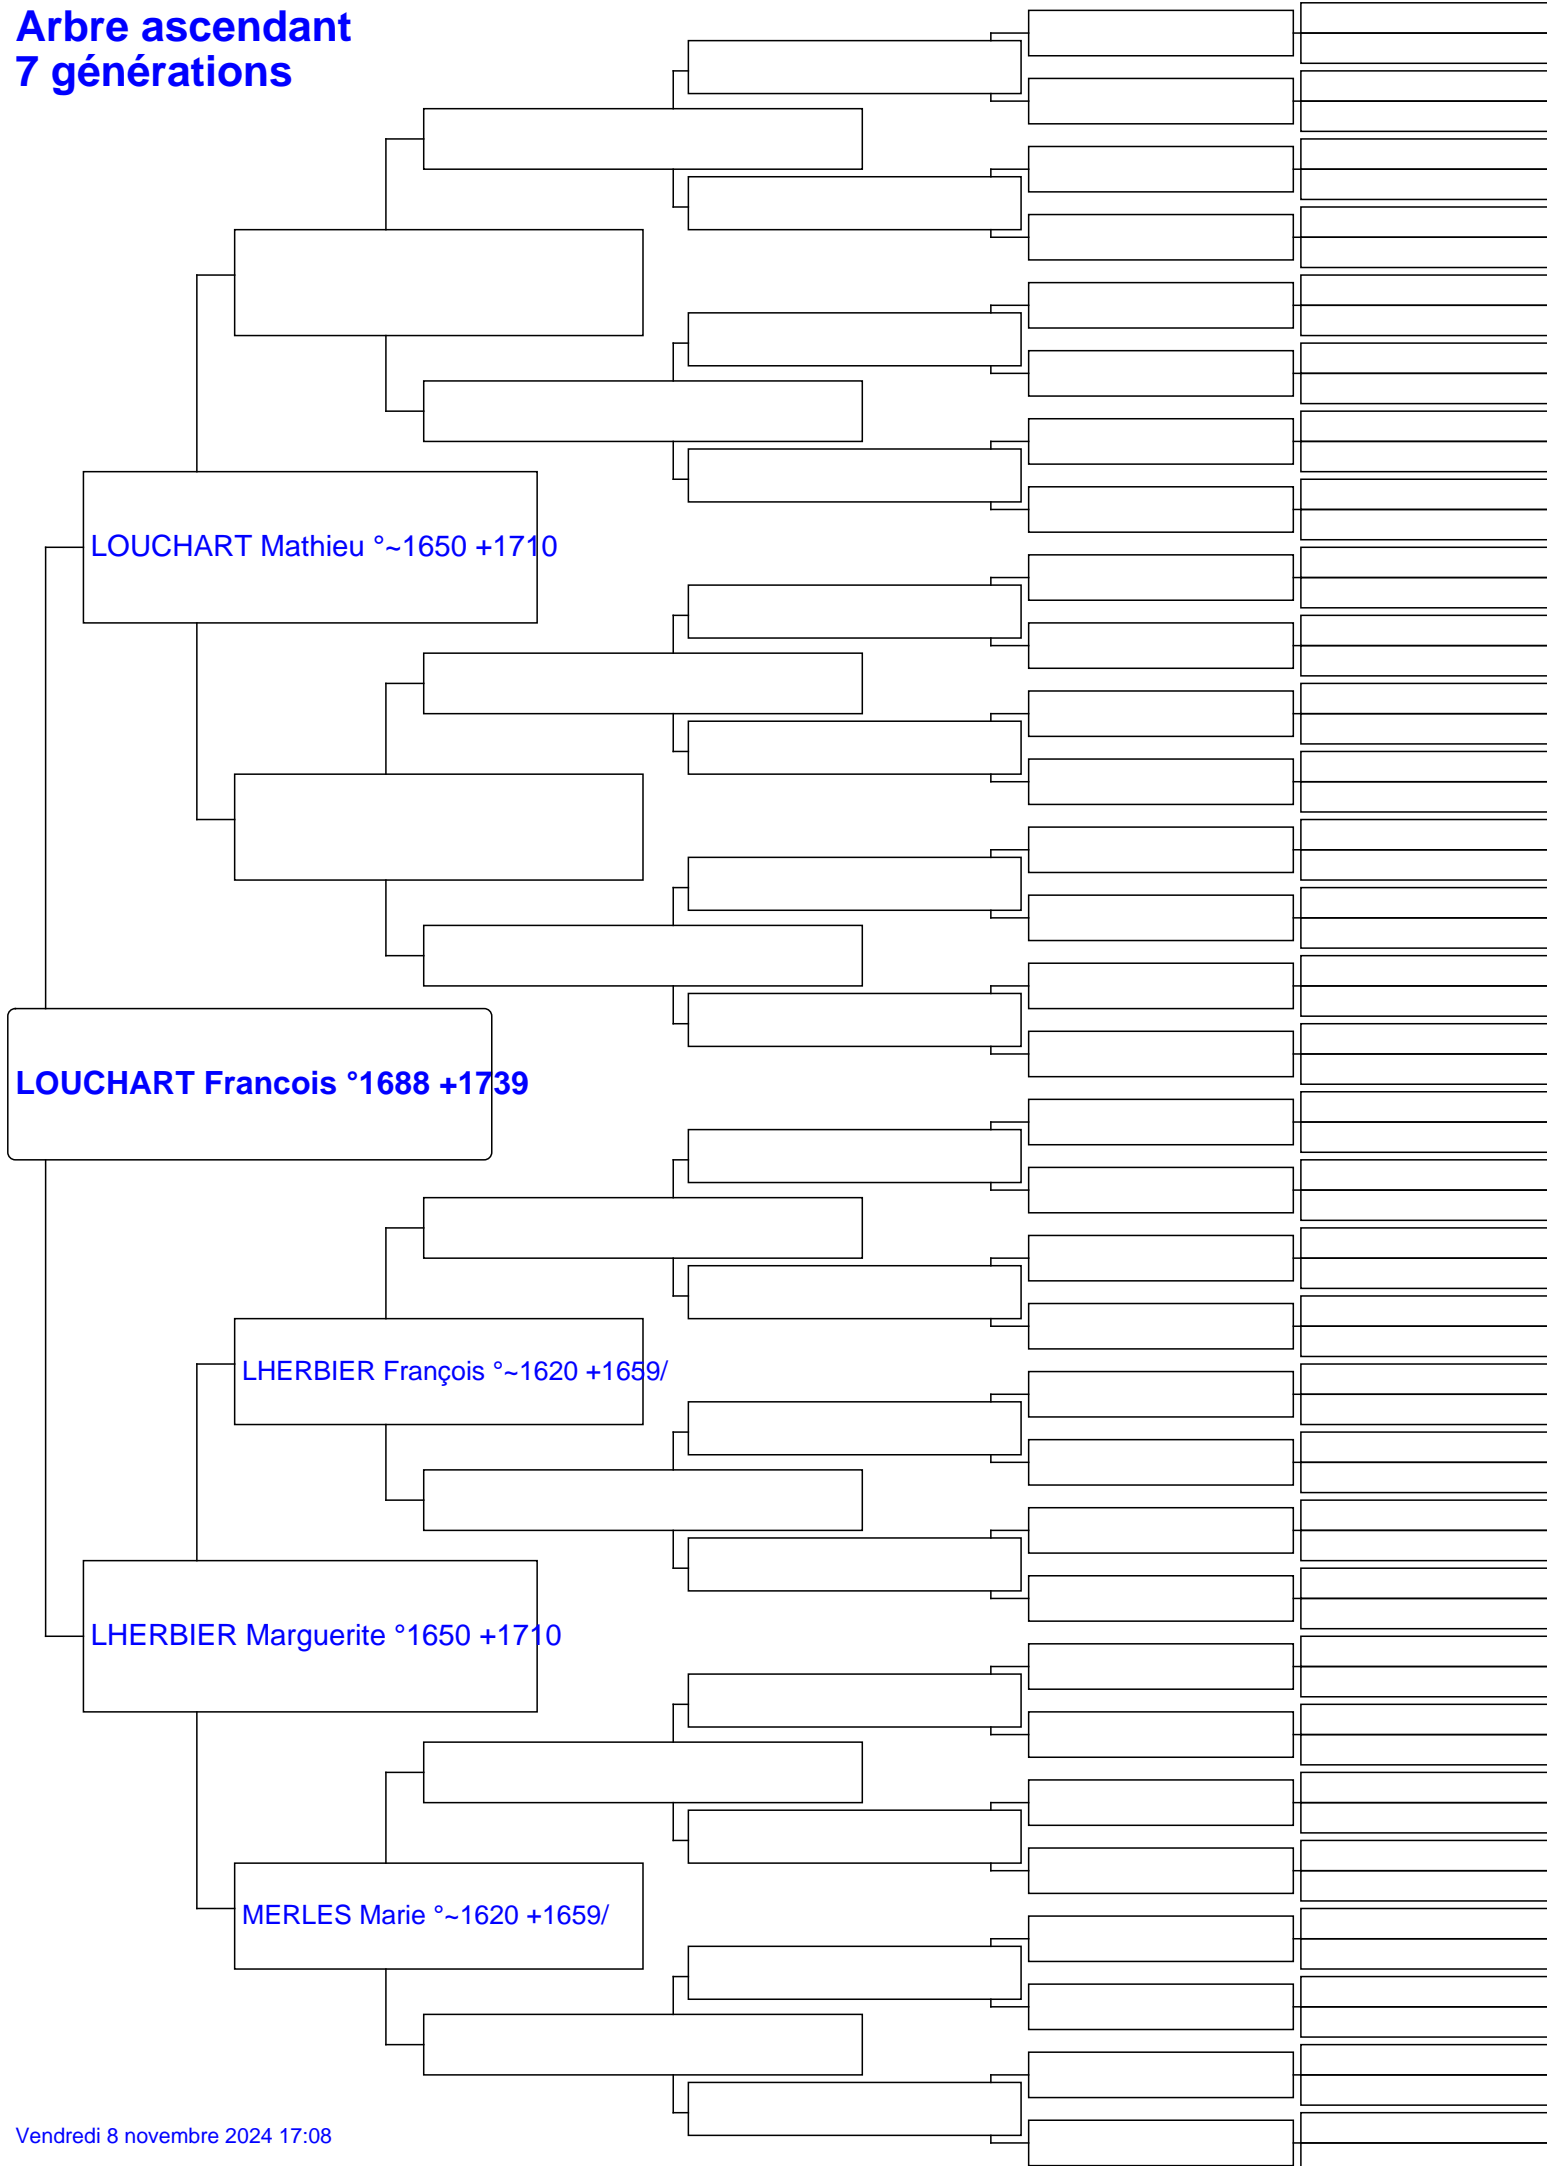 Arbre ascendant
7 générations
LOUCHART Mathieu °~1650 +1710
LOUCHART Francois °1688 +1739
LHERBIER François °~1620 +1659/
LHERBIER Marguerite °1650 +1710
MERLES Marie °~1620 +1659/
Vendredi 8 novembre 2024 17:08